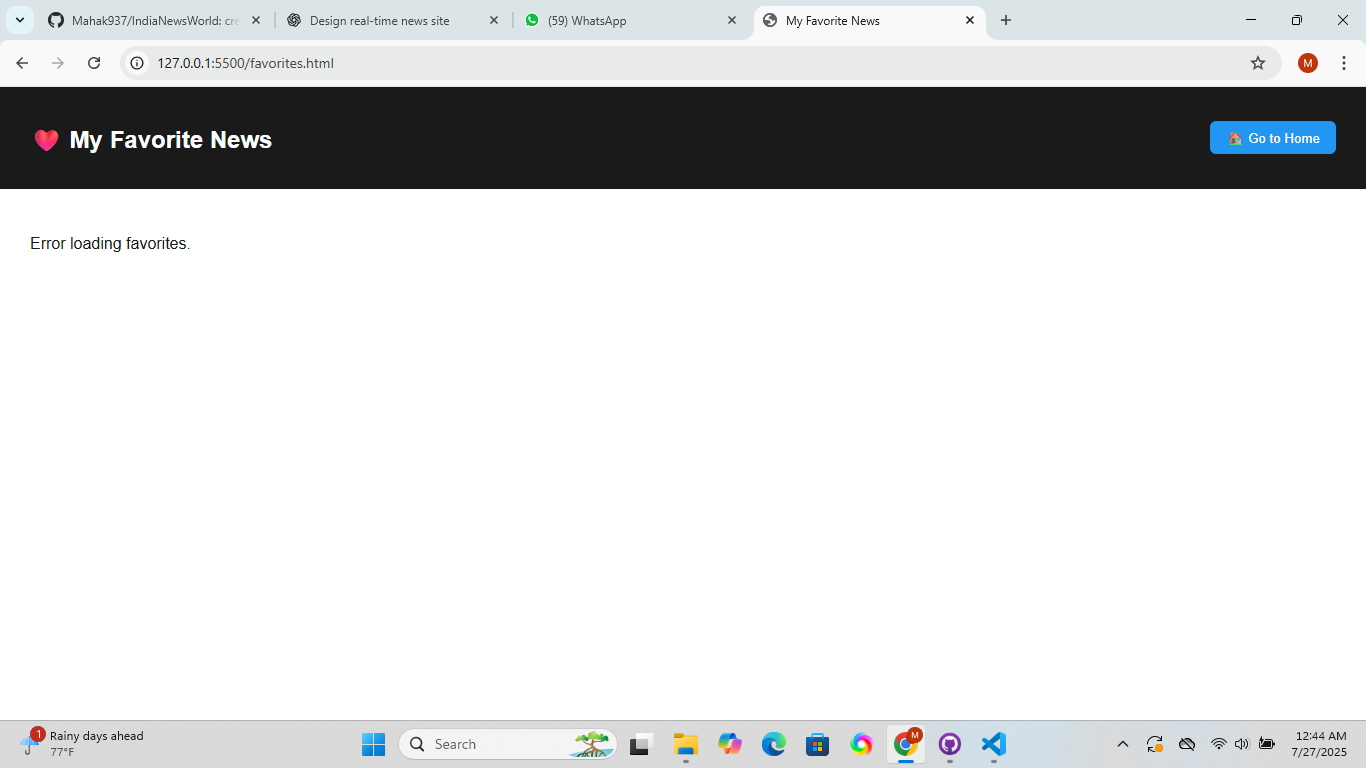 Mahak937/IndianNewsWorld: cre
Design real-time news site
(59) WhatsApp
My Favorite News
127.0.0.1:5500/favorites.html
M
My Favorite News
Go to Home
Error loading favorites.
1
Rainy days ahead
77°F
Search
M
12:44 AM
7/27/2025